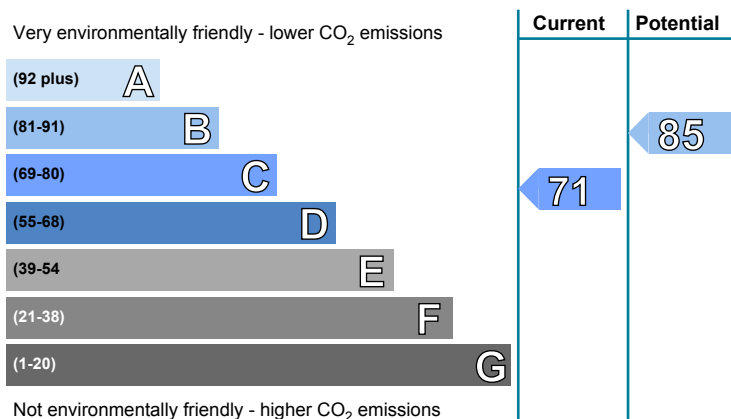 Very environmentally friendly - lower CO2 emissions
Current
Potential
(92 plus) A
(81-91) B
85
(69-80) C
71
(55-68) D
(39-54 E
(21-38) F
(1-20) G
Not environmentally friendly - higher CO2 emissions